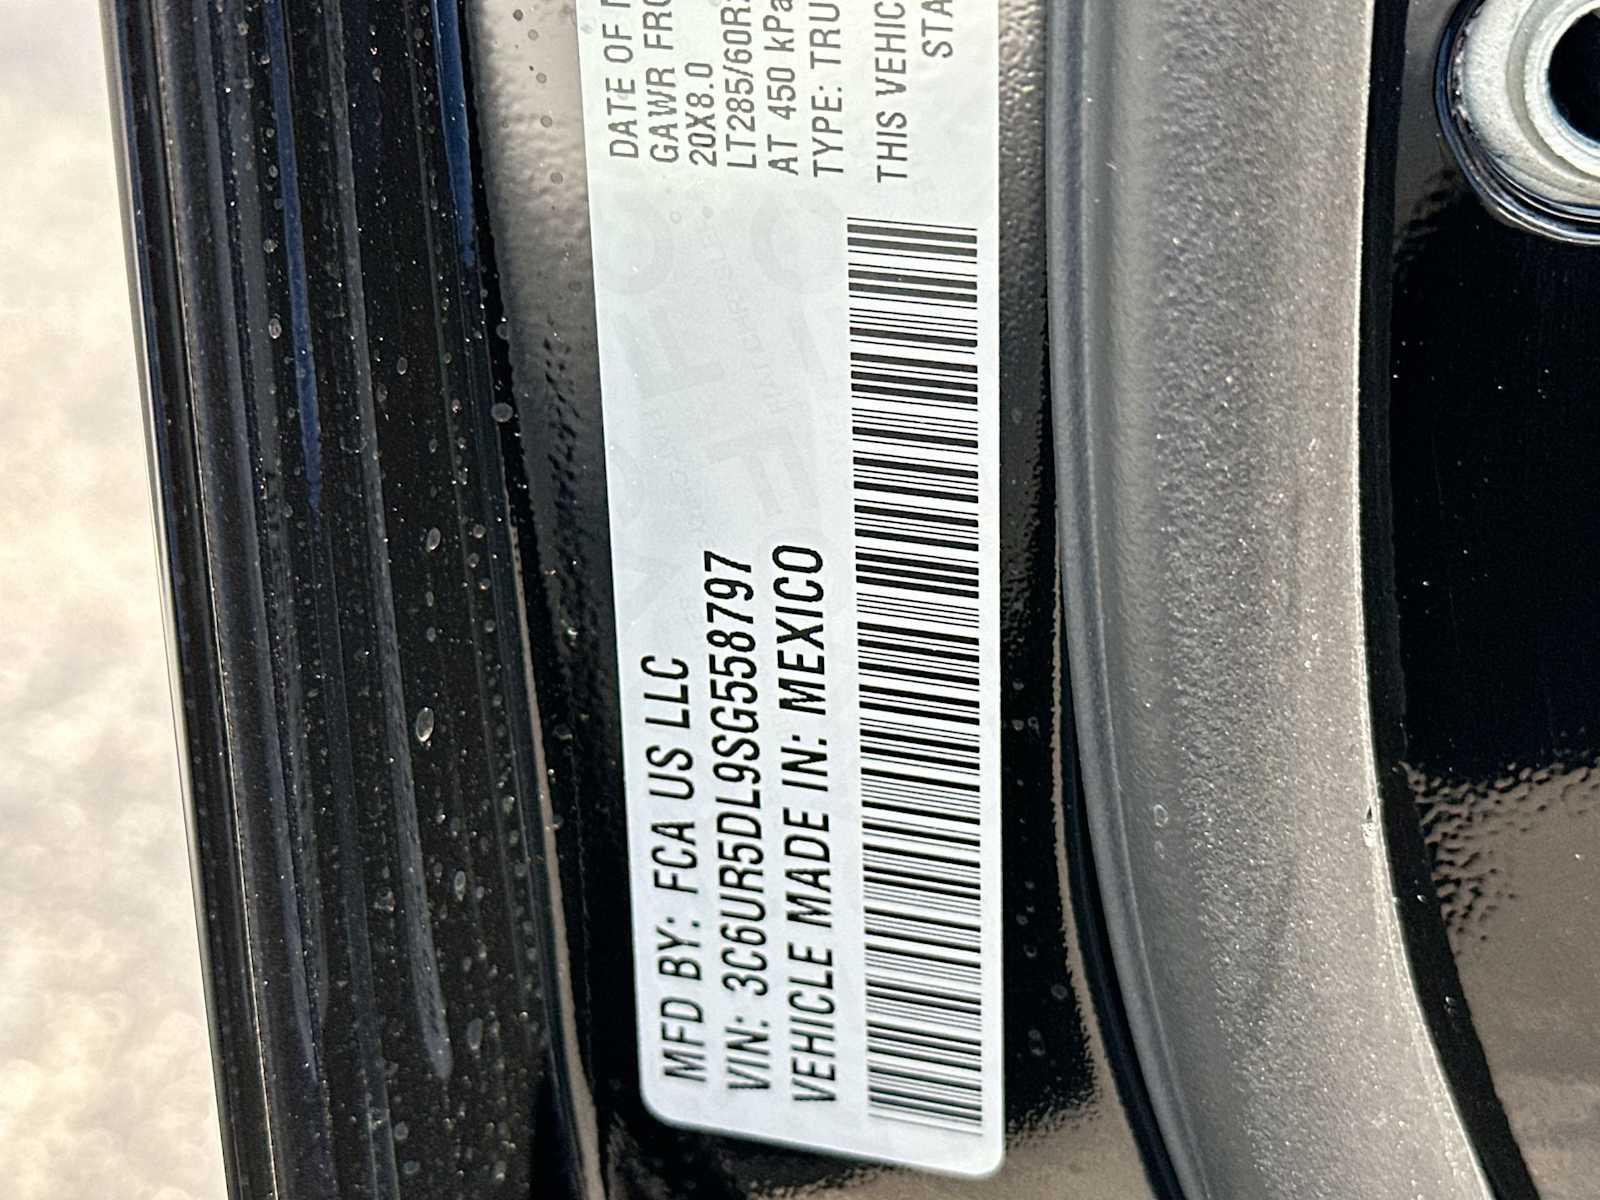 MFD BY: FCA US LLC
VIN: 3C6UR5DL9SG558797
VEHICLE MADE IN: MEXICO
DATE OF
GAWR FRO
20X8.0
LT285/60R
AT 450 kPa
TYPE: TRU
THIS VEHIC
STA